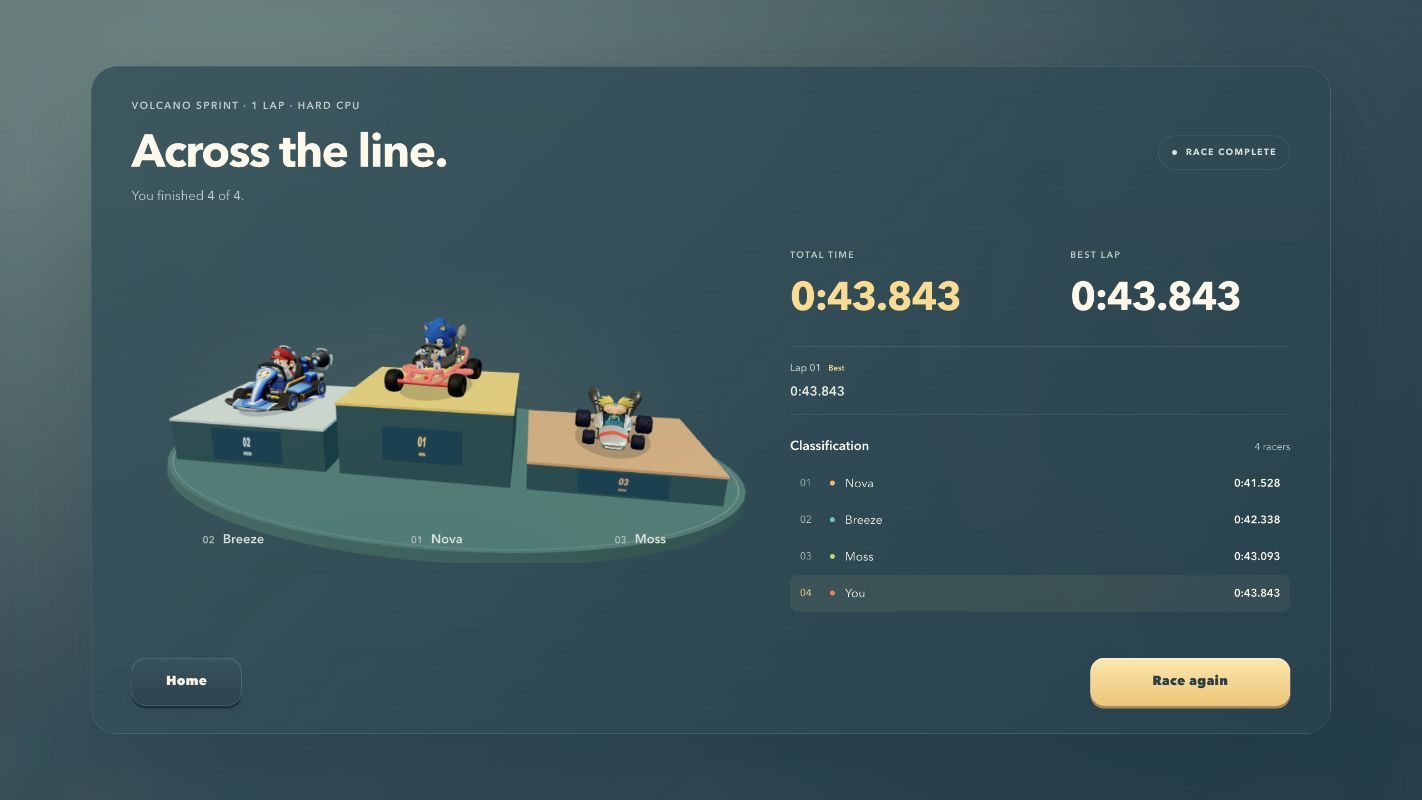 VOLCANO SPRINT · 1 LAP · HARD CPU
Across the line.
You finished 4 of 4.
RACE COMPLETE
02
01
03
02 Breeze
01 Nova
03 Moss
TOTAL TIME
0:43.843
BEST LAP
0:43.843
Lap 01 Best
0:43.843
Classification
4 racers
01 Nova 0:41.528
02 Breeze 0:42.338
03 Moss 0:43.093
04 You 0:43.843
Home
Race again